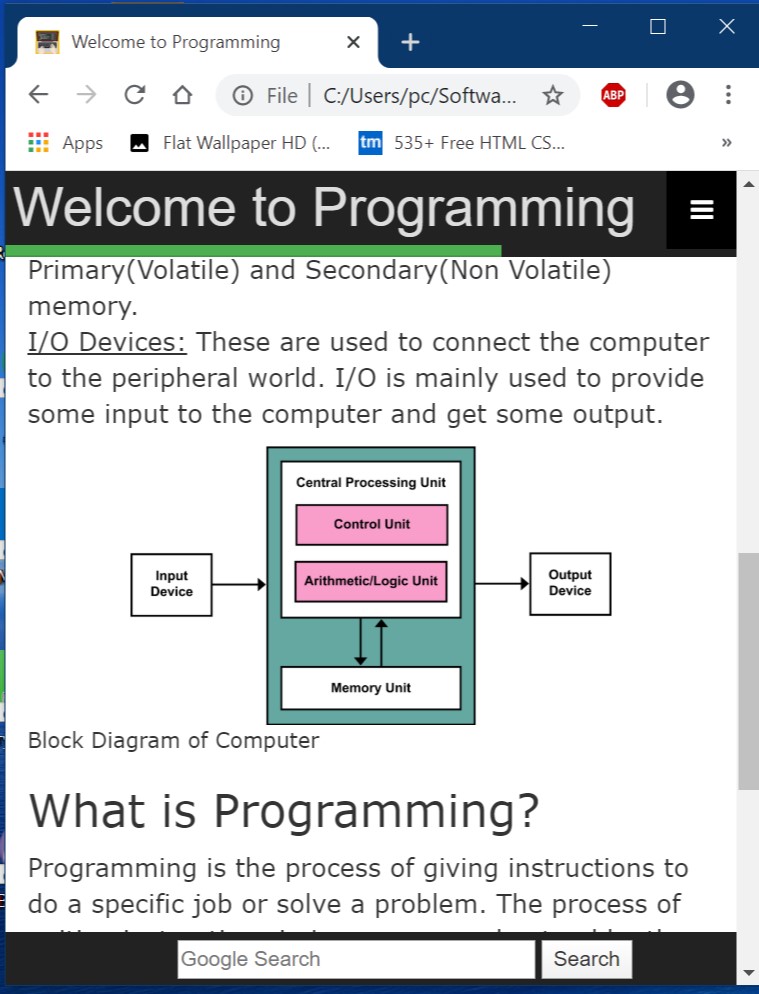 Welcome to Programming
File
C:/Users/pc/Softwa...
ABP
Apps
Flat Wallpaper HD (...
tm
535+ Free HTML CS...
»
Welcome to Programming
Primary(Volatile) and Secondary(Non Volatile)
memory.
I/O Devices: These are used to connect the computer
to the peripheral world. I/O is mainly used to provide
some input to the computer and get some output.
Central Processing Unit
Control Unit
Input
Device
Arithmetic/Logic Unit
Output
Device
Memory Unit
Block Diagram of Computer
What is Programming?
Programming is the process of giving instructions to
do a specific job or solve a problem. The process of
Google Search
Search